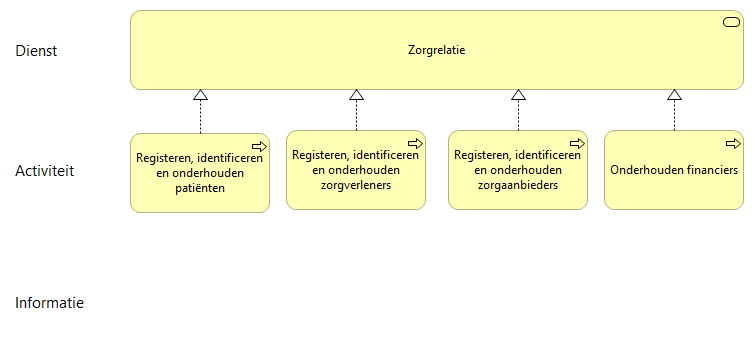 Dienst
Zorgrelatie
Activiteit
Registeren, identificeren
en onderhouden
patiënten
Registeren, identificeren
en onderhouden
zorgverleners
Registeren, identificeren
en onderhouden
zorgaanbieders
Onderhouden financiers
Informatie